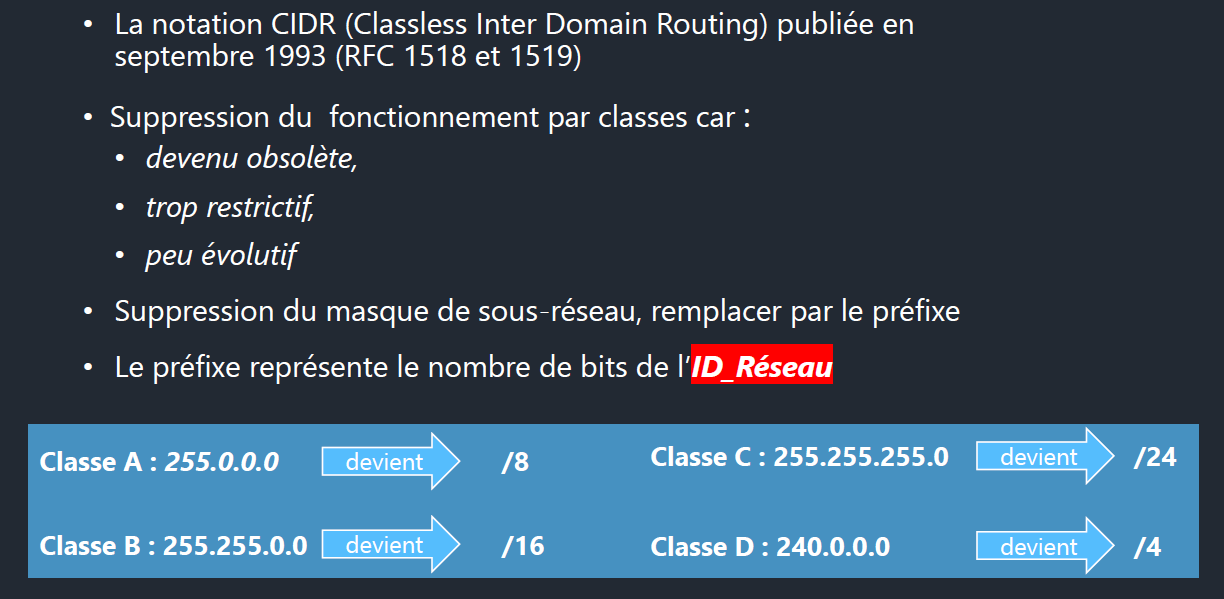 • La notation CIDR (Classless Inter Domain Routing) publiée en
septembre 1993 (RFC 1518 et 1519)
• Suppression du  fonctionnement par classes car :
• devenu obsolète,
• trop restrictif,
• peu évolutif
• Suppression du masque de sous-réseau, remplacer par le préfixe
• Le préfixe représente le nombre de bits de l’ID_Réseau
Classe A : 255.0.0.0 devient /8
Classe C : 255.255.255.0 devient /24
Classe B : 255.255.0.0 devient /16
Classe D : 240.0.0.0 devient /4